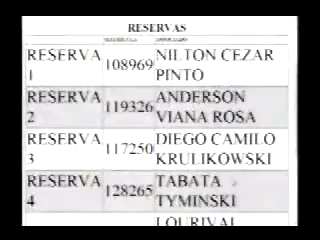 RESERVAS
RESERVA 1 108969 NILTON CEZAR PINTO
RESERVA 2 119326 ANDERSON VIANA ROSA
RESERVA 3 117250 DIEGO CAMILO KRULIKOWSKI
RESERVA 4 128265 TABATA TYMINSKI
LOURIVAL